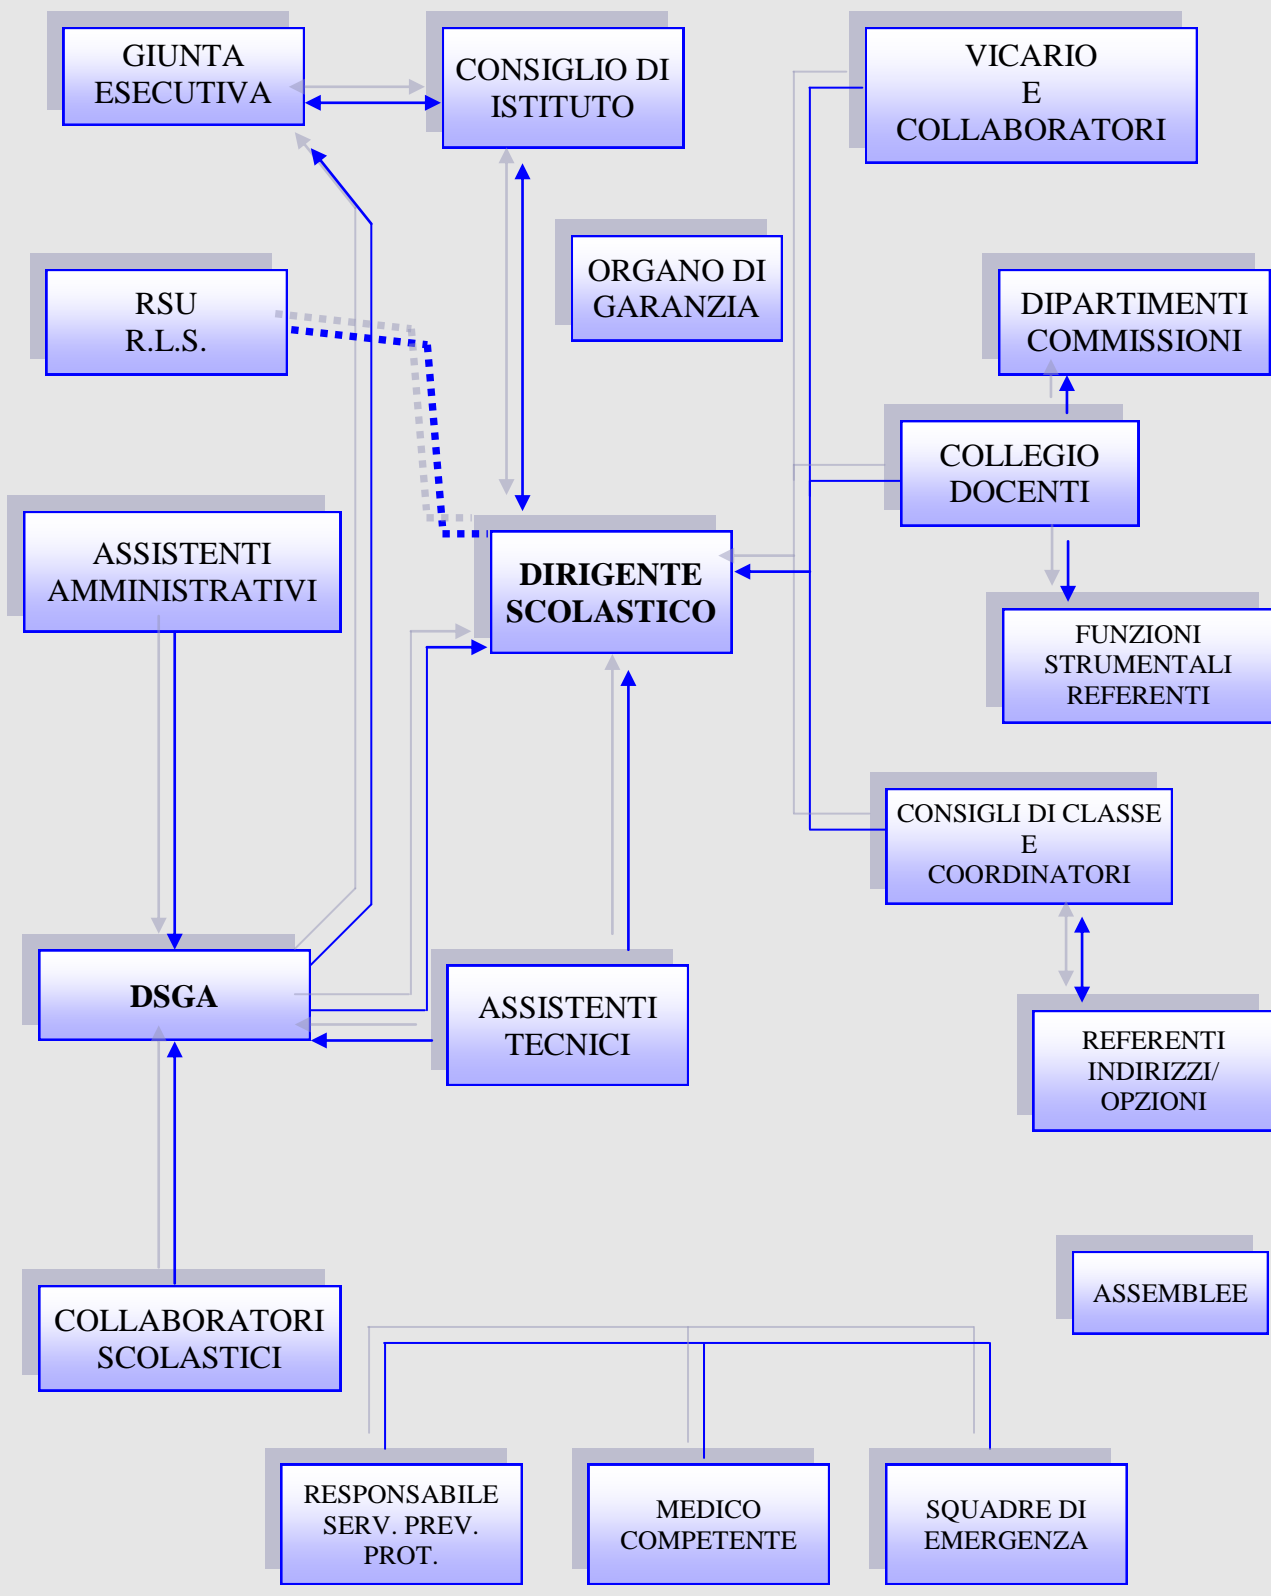 GIUNTA
ESECUTIVA
CONSIGLIO DI
ISTITUTO
VICARIO
E
COLLABORATORI
RSU
R.L.S.
ORGANO DI
GARANZIA
DIPARTIMENTI
COMMISSIONI
COLLEGIO
DOCENTI
ASSISTENTI
AMMINISTRATIVI
DIRIGENTE
SCOLASTICO
FUNZIONI
STRUMENTALI
REFERENTI
CONSIGLI DI CLASSE
E
COORDINATORI
DSGA
ASSISTENTI
TECNICI
REFERENTI
INDIRIZZI/
OPZIONI
ASSEMBLEE
COLLABORATORI
SCOLASTICI
RESPONSABILE
SERV. PREV.
PROT.
MEDICO
COMPETENTE
SQUADRE DI
EMERGENZA